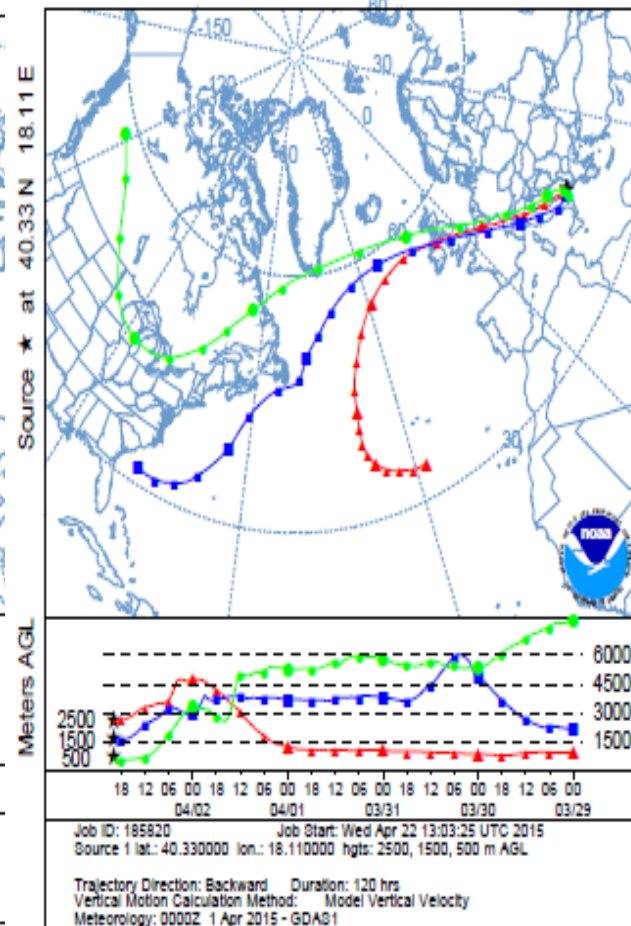 Source ★ at 40.33 N 18.11 E
150
60
30
120
0
60
30
noaa
Meters AGL
6000
4500
3000
1500
2500
1500
500
18 12 06 00 18 12 06 00 18 12 06 00 18 12 06 00 18 12 06 00
04/02 04/01 03/31 03/30 03/29
Job ID: 185820 Job Start: Wed Apr 22 13:03:25 UTC 2015
Source 1 lat.: 40.330000 lon.: 18.110000 hgts: 2500, 1500, 500 m AGL
Trajectory Direction: Backward Duration: 120 hrs
Vertical Motion Calculation Method: Model Vertical Velocity
Meteorology: 0000Z 1 Apr 2015 - GDAS1